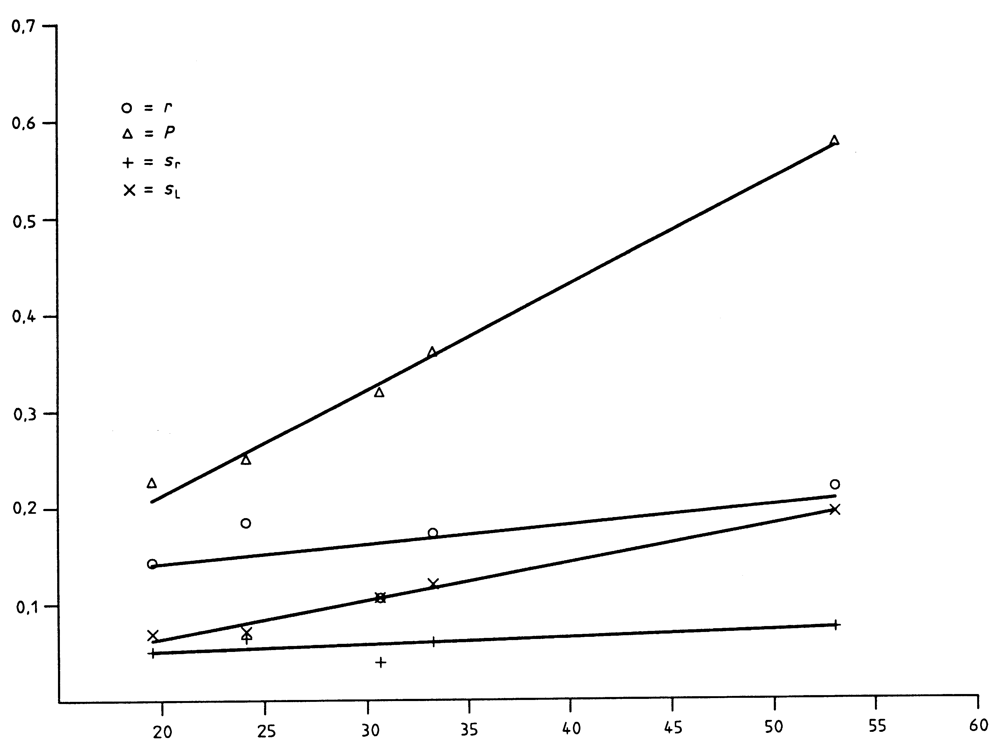 0,7
○ = r
0,6
△ = P
+ = sr
× = sL
0,5
0,4
0,3
0,2
0,1
20 25 30 35 40 45 50 55 60